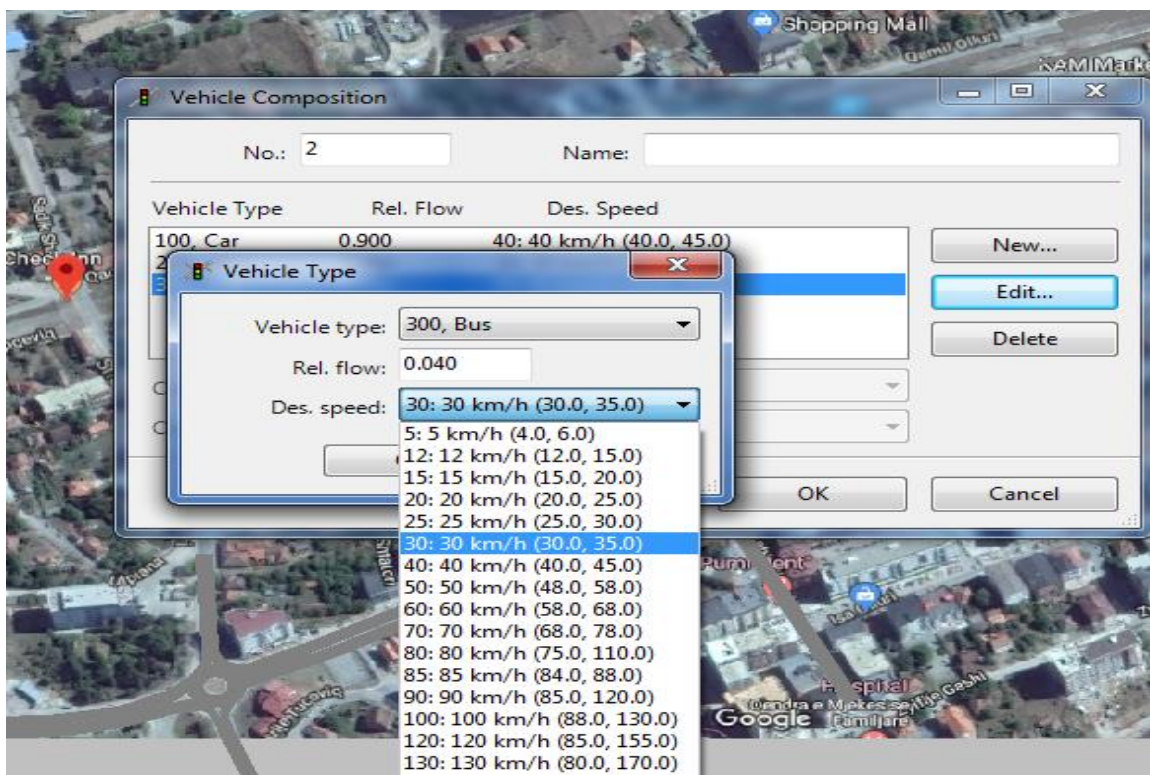 Shopping Mall
Qemil Olluri
Vehicle Composition
No.: 2 Name:
Vehicle Type Rel. Flow Des. Speed
100, Car 0.900 40: 40 km/h (40.0, 45.0)
New...
Vehicle Type
Edit...
Vehicle type: 300, Bus
Delete
Rel. flow: 0.040
Des. speed: 30: 30 km/h (30.0, 35.0)
5: 5 km/h (4.0, 6.0)
12: 12 km/h (12.0, 15.0)
15: 15 km/h (15.0, 20.0)
20: 20 km/h (20.0, 25.0)
OK Cancel
25: 25 km/h (25.0, 30.0)
30: 30 km/h (30.0, 35.0)
40: 40 km/h (40.0, 45.0)
50: 50 km/h (48.0, 58.0)
60: 60 km/h (58.0, 68.0)
70: 70 km/h (68.0, 78.0)
80: 80 km/h (75.0, 110.0)
85: 85 km/h (84.0, 88.0)
90: 90 km/h (85.0, 120.0)
100: 100 km/h (88.0, 130.0)
120: 120 km/h (85.0, 155.0)
130: 130 km/h (80.0, 170.0)
Google
Familjare